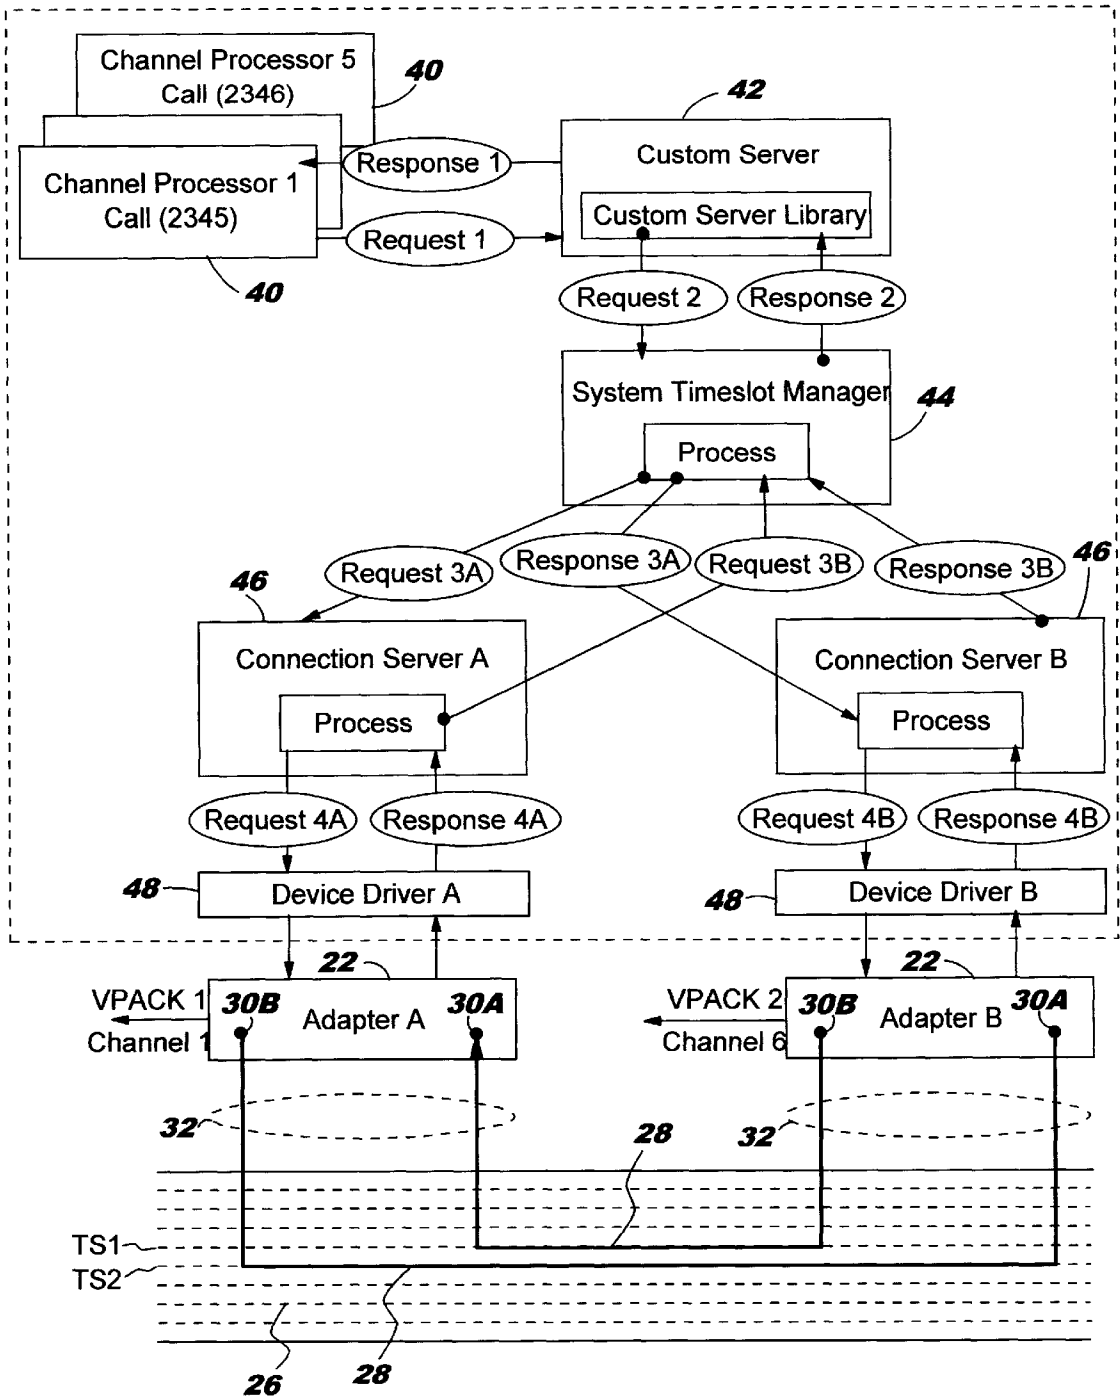 Channel Processor 5
Call (2346)
40
42
Channel Processor 1
Call (2345)
40
Response 1
Request 1
Custom Server
Custom Server Library
Request 2
Response 2
System Timeslot Manager
44
Process
Request 3A
Response 3A
Request 3B
Response 3B
46
46
Connection Server A
Process
Connection Server B
Process
Request 4A
Response 4A
Request 4B
Response 4B
48
Device Driver A
48
Device Driver B
22
22
VPACK 1
Channel 1
30B
Adapter A
30A
VPACK 2
Channel 6
30B
Adapter B
30A
32
32
28
TS1
TS2
26
28